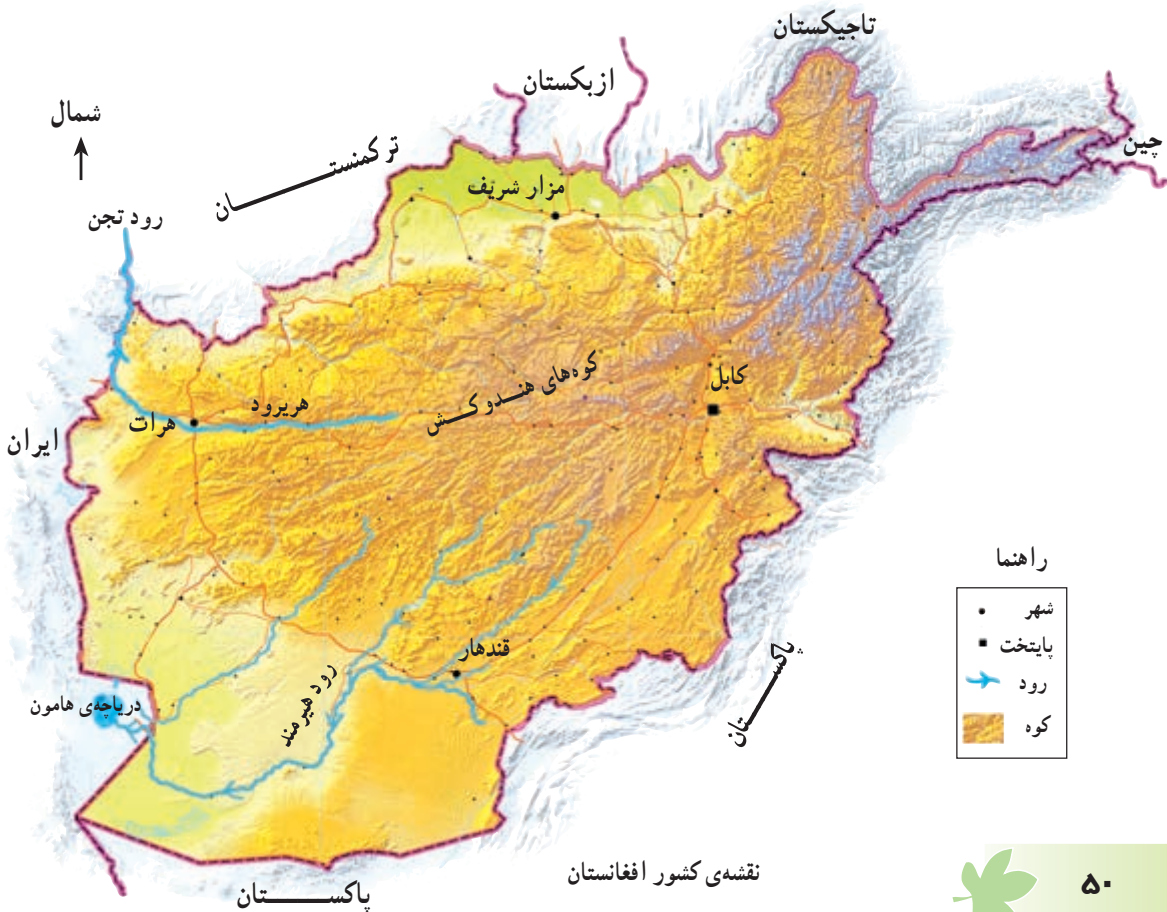 تاجیکستان
ازبکستان
چین
شمال
ترکمنستان
مزار شریف
رود تجن
کوه‌های هندوکش
کابل
هریرود
هرات
ایران
راهنما
شهر
پایتخت
رود
کوه
قندهار
رود هیرمند
دریاچه‌ی هامون
پاکستان
پاکستان
نقشه‌ی کشور افغانستان
۵۰